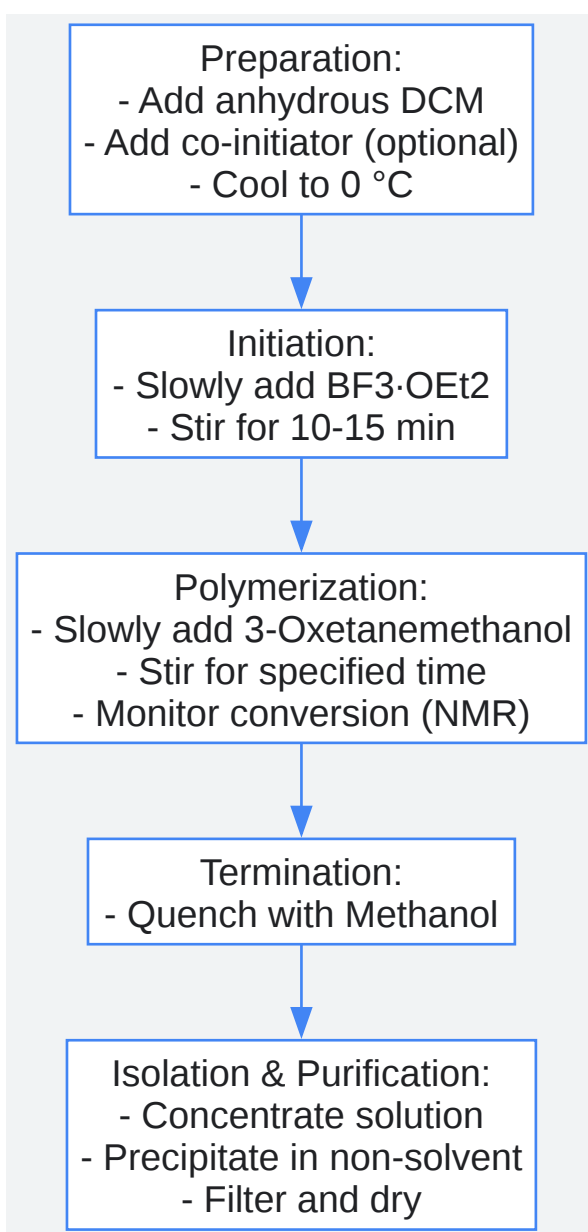 Preparation:
- Add anhydrous DCM
- Add co-initiator (optional)
- Cool to 0 °C
Initiation:
- Slowly add BF3·OEt2
- Stir for 10-15 min
Polymerization:
- Slowly add 3-Oxetanemethanol
- Stir for specified time
- Monitor conversion (NMR)
Termination:
- Quench with Methanol
Isolation & Purification:
- Concentrate solution
- Precipitate in non-solvent
- Filter and dry